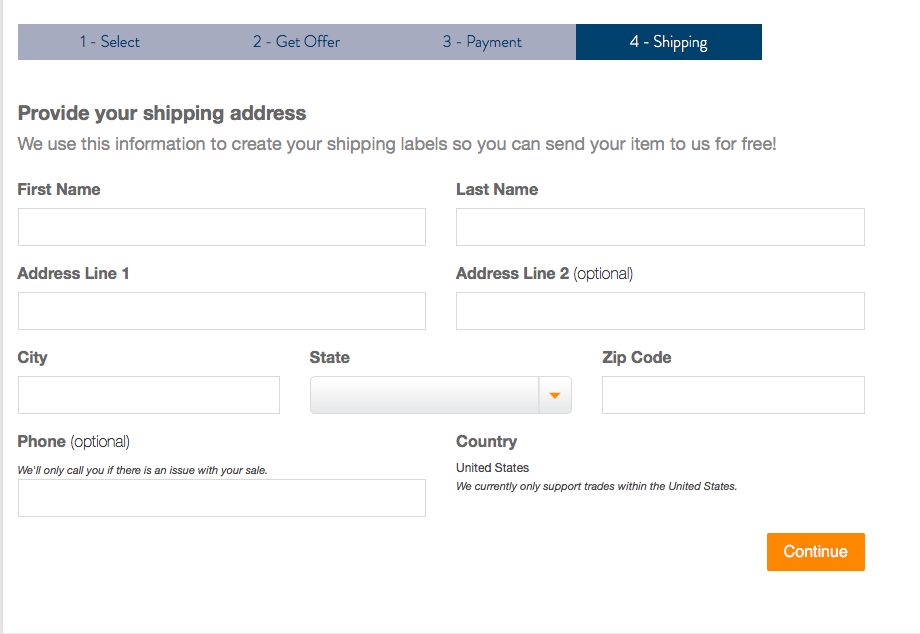 1 - Select 2 - Get Offer 3 - Payment 4 - Shipping
Provide your shipping address
We use this information to create your shipping labels so you can send your item to us for free!
First Name Last Name
Address Line 1 Address Line 2 (optional)
City State Zip Code
Phone (optional) Country
We'll only call you if there is an issue with your sale. United States
We currently only support trades within the United States.
Continue